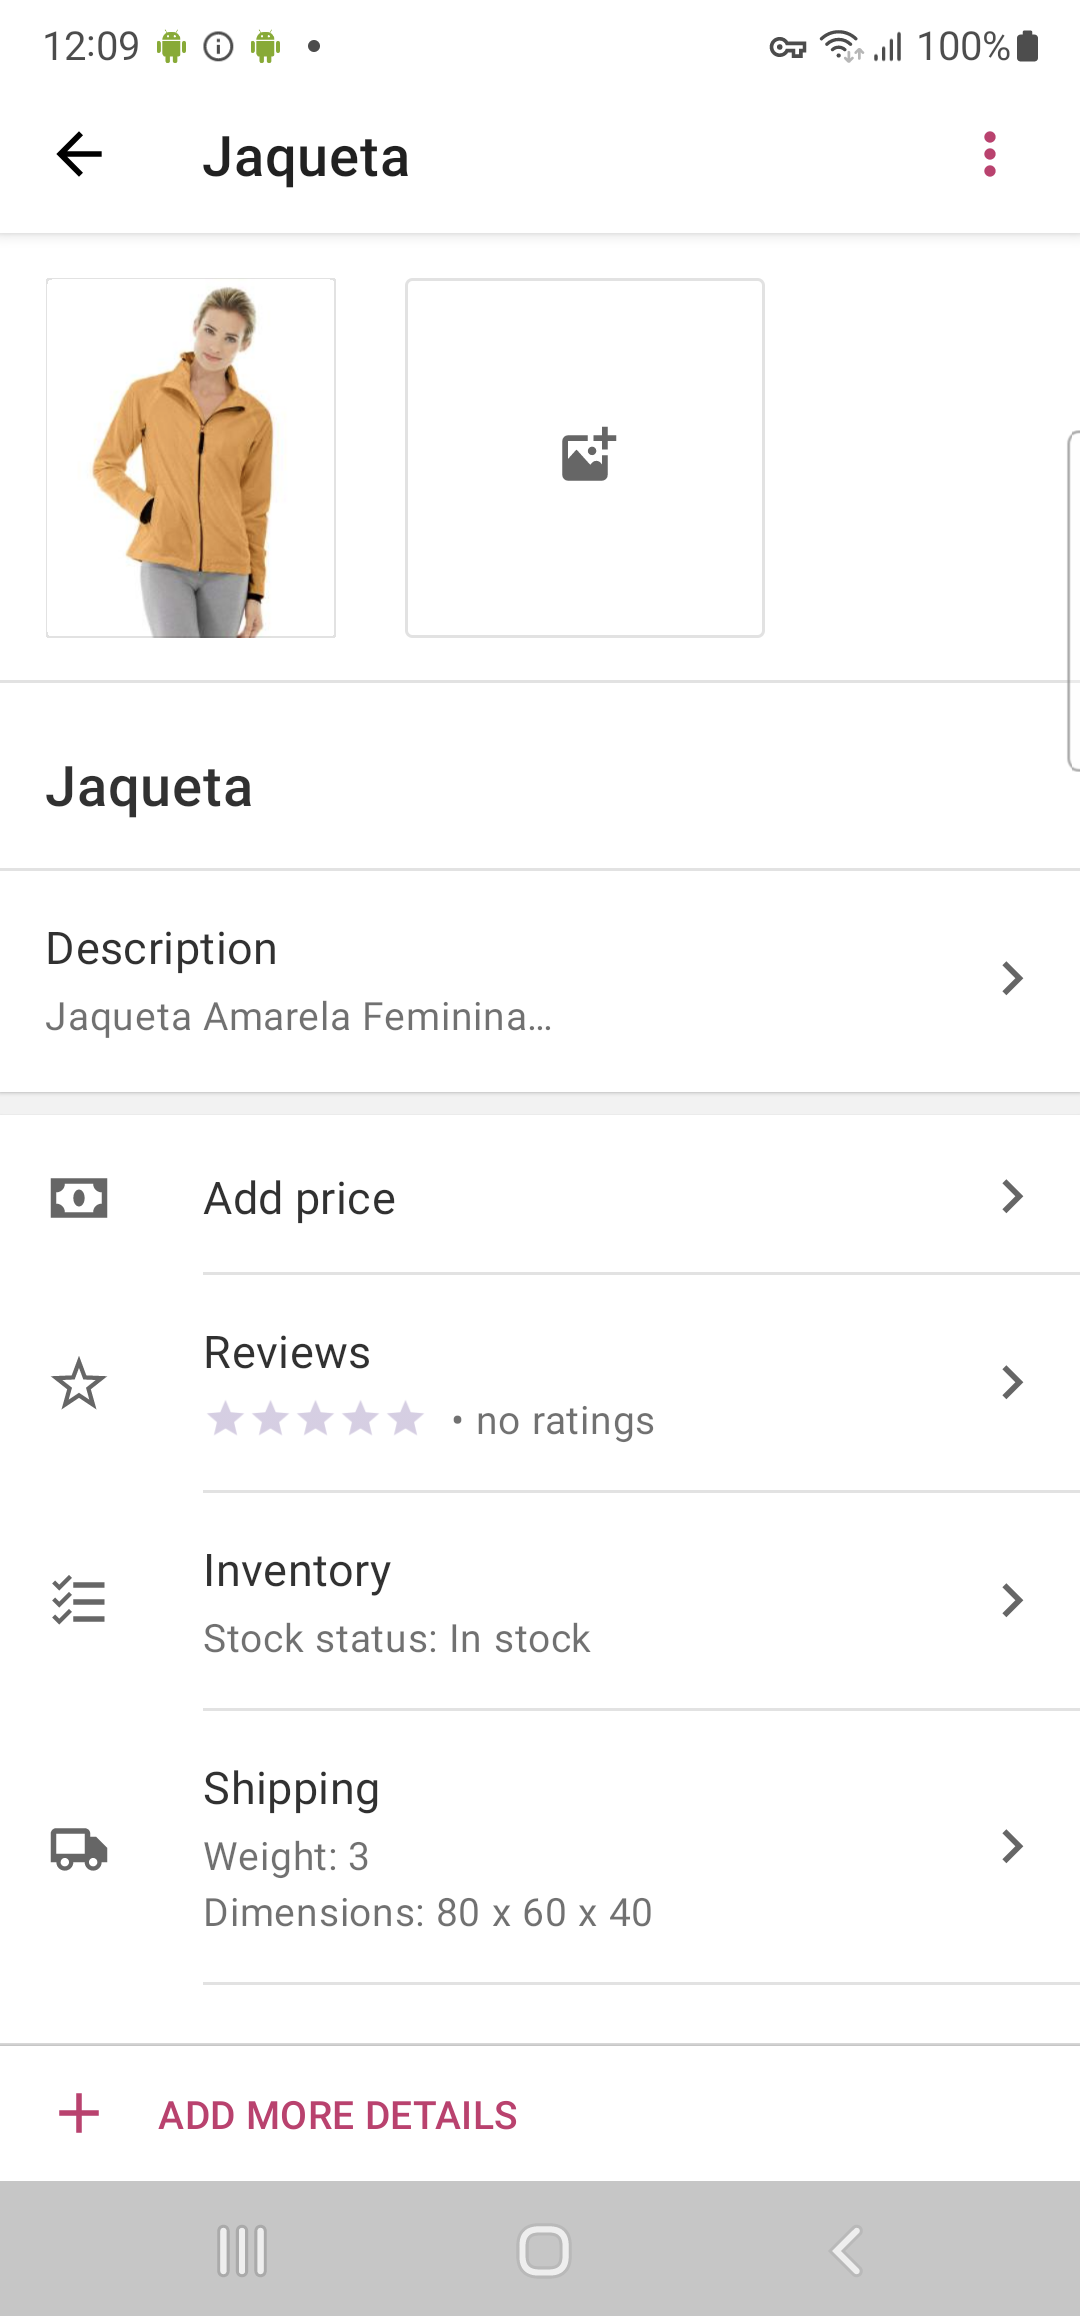 12:09
100%
Jaqueta
Jaqueta
Description
Jaqueta Amarela Feminina…
Add price
Reviews
• no ratings
Inventory
Stock status: In stock
Shipping
Weight: 3
Dimensions: 80 x 60 x 40
ADD MORE DETAILS